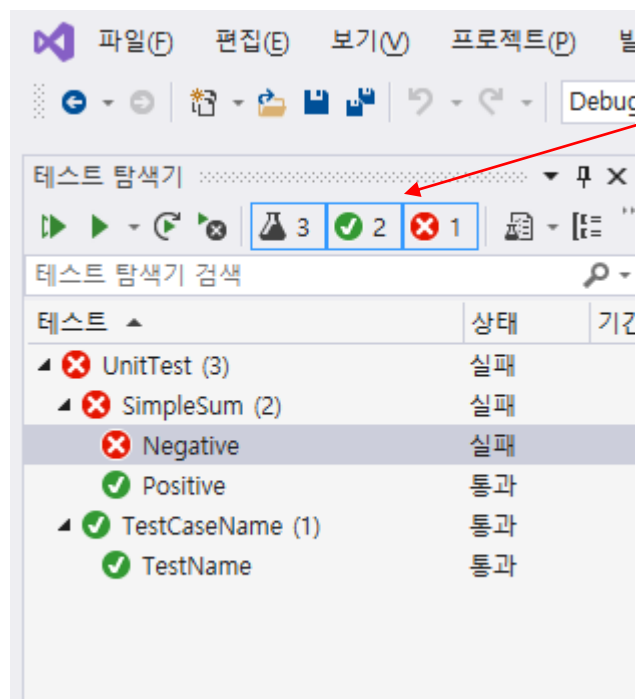 파일(F) 편집(E) 보기(V) 프로젝트(P)
Debug
테스트 탐색기
3 2 1
테스트 탐색기 검색
테스트 상태 기간
UnitTest (3) 실패
SimpleSum (2) 실패
Negative 실패
Positive 통과
TestCaseName (1) 통과
TestName 통과